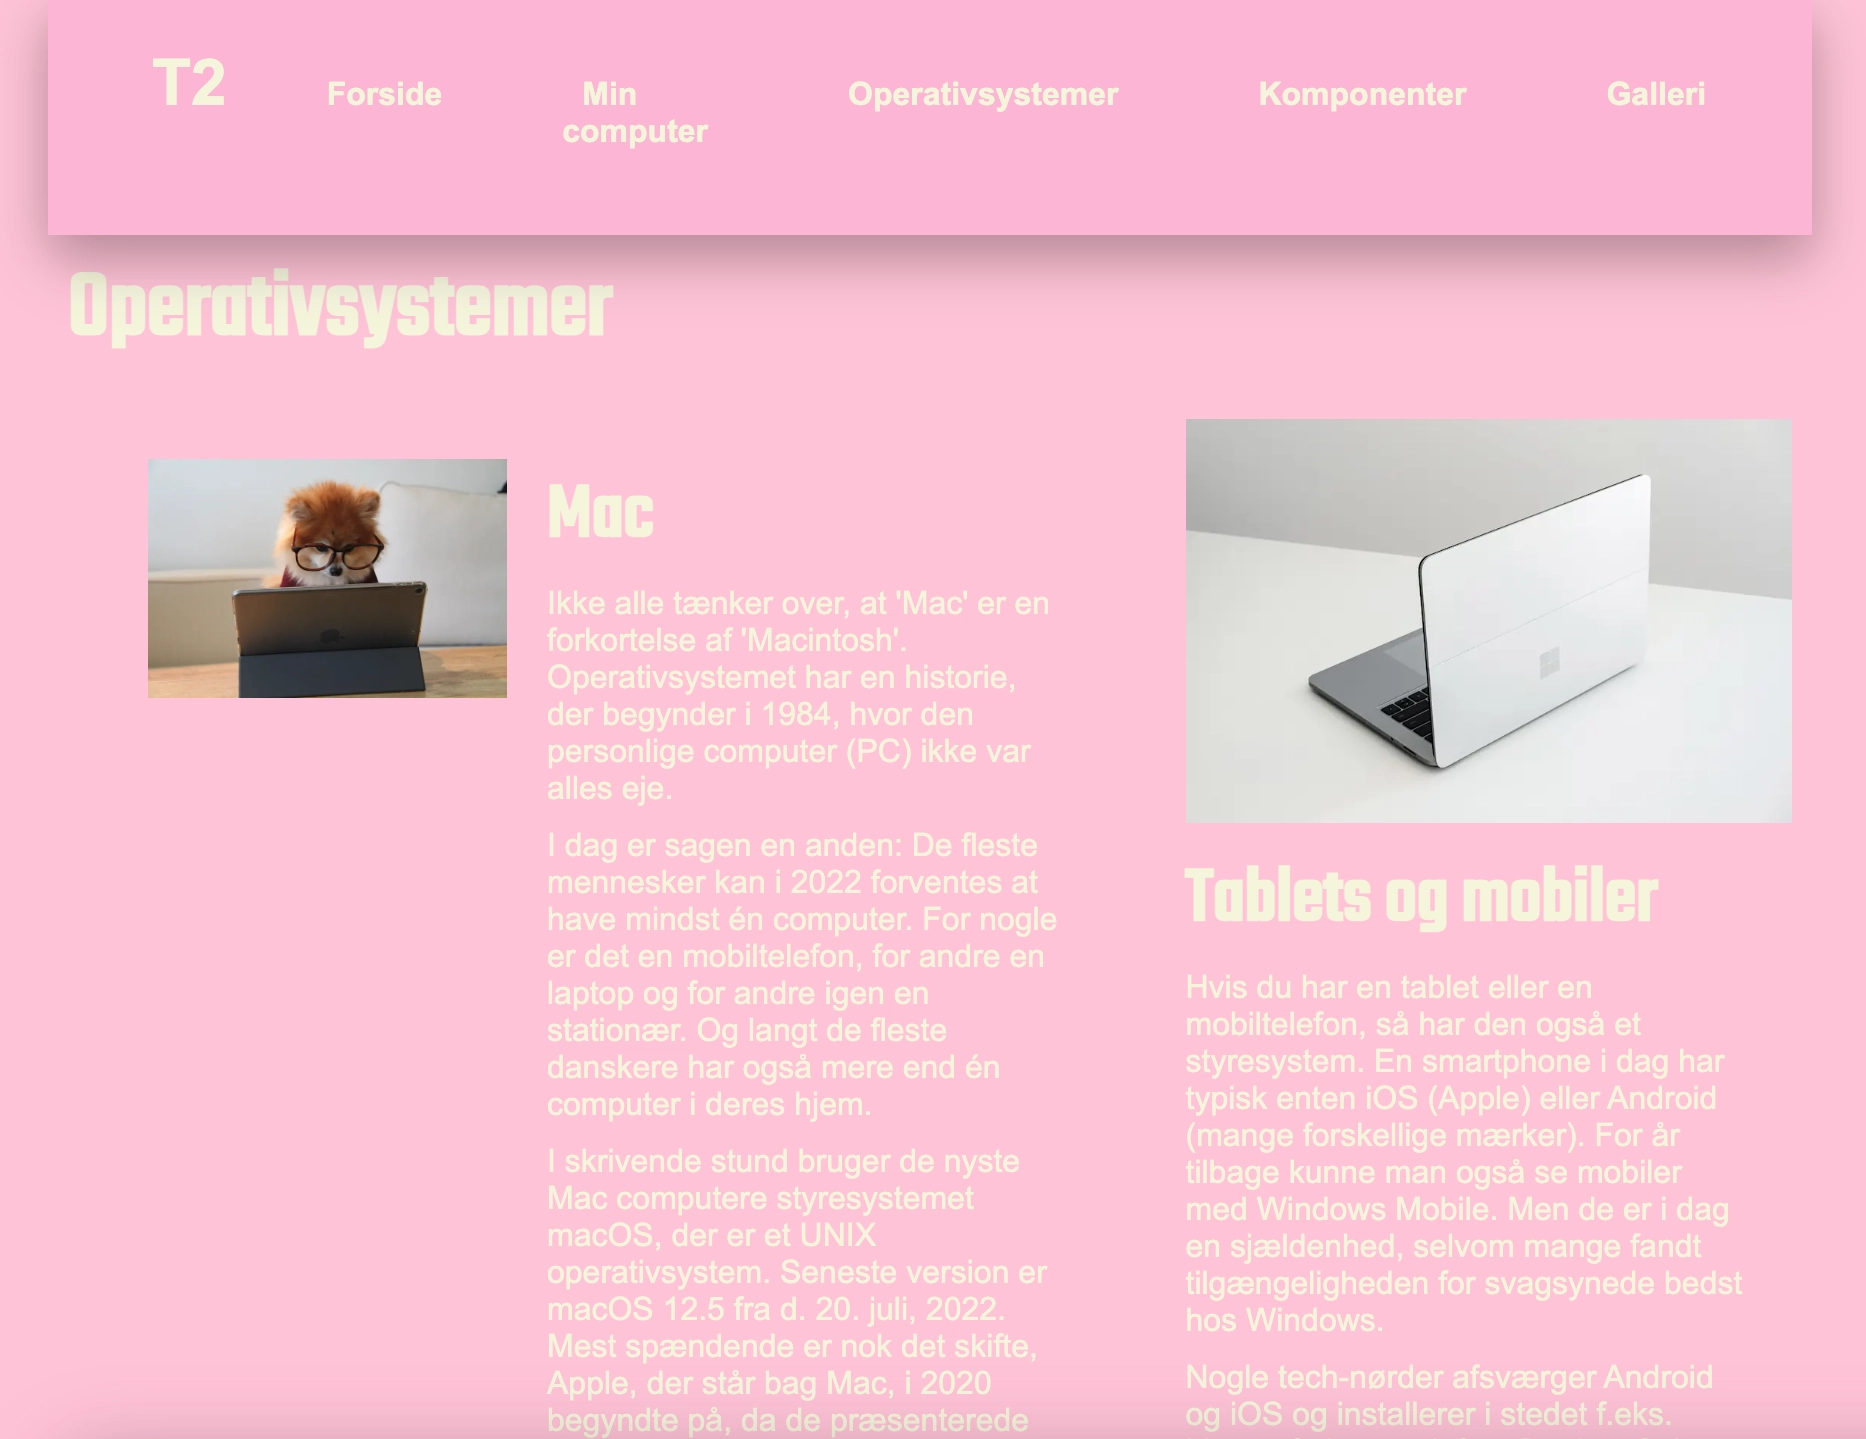 T2
Forside
Min
computer
Operativsystemer
Komponenter
Galleri
Operativsystemer
Mac
Ikke alle tænker over, at 'Mac' er en
forkortelse af 'Macintosh'.
Operativsystemet har en historie,
der begynder i 1984, hvor den
personlige computer (PC) ikke var
alles eje.
I dag er sagen en anden: De fleste
mennesker kan i 2022 forventes at
have mindst én computer. For nogle
er det en mobiltelefon, for andre en
laptop og for andre igen en
stationær. Og langt de fleste
danskere har også mere end én
computer i deres hjem.
I skrivende stund bruger de nyste
Mac computere styresystemet
macOS, der er et UNIX
operativsystem. Seneste version er
macOS 12.5 fra d. 20. juli, 2022.
Mest spændende er nok det skifte,
Apple, der står bag Mac, i 2020
begyndte på, da de præsenterede
Tablets og mobiler
Hvis du har en tablet eller en
mobiltelefon, så har den også et
styresystem. En smartphone i dag har
typisk enten iOS (Apple) eller Android
(mange forskellige mærker). For år
tilbage kunne man også se mobiler
med Windows Mobile. Men de er i dag
en sjældenhed, selvom mange fandt
tilgængeligheden for svagsynede bedst
hos Windows.
Nogle tech-nørder afsværger Android
og iOS og installerer i stedet f.eks.